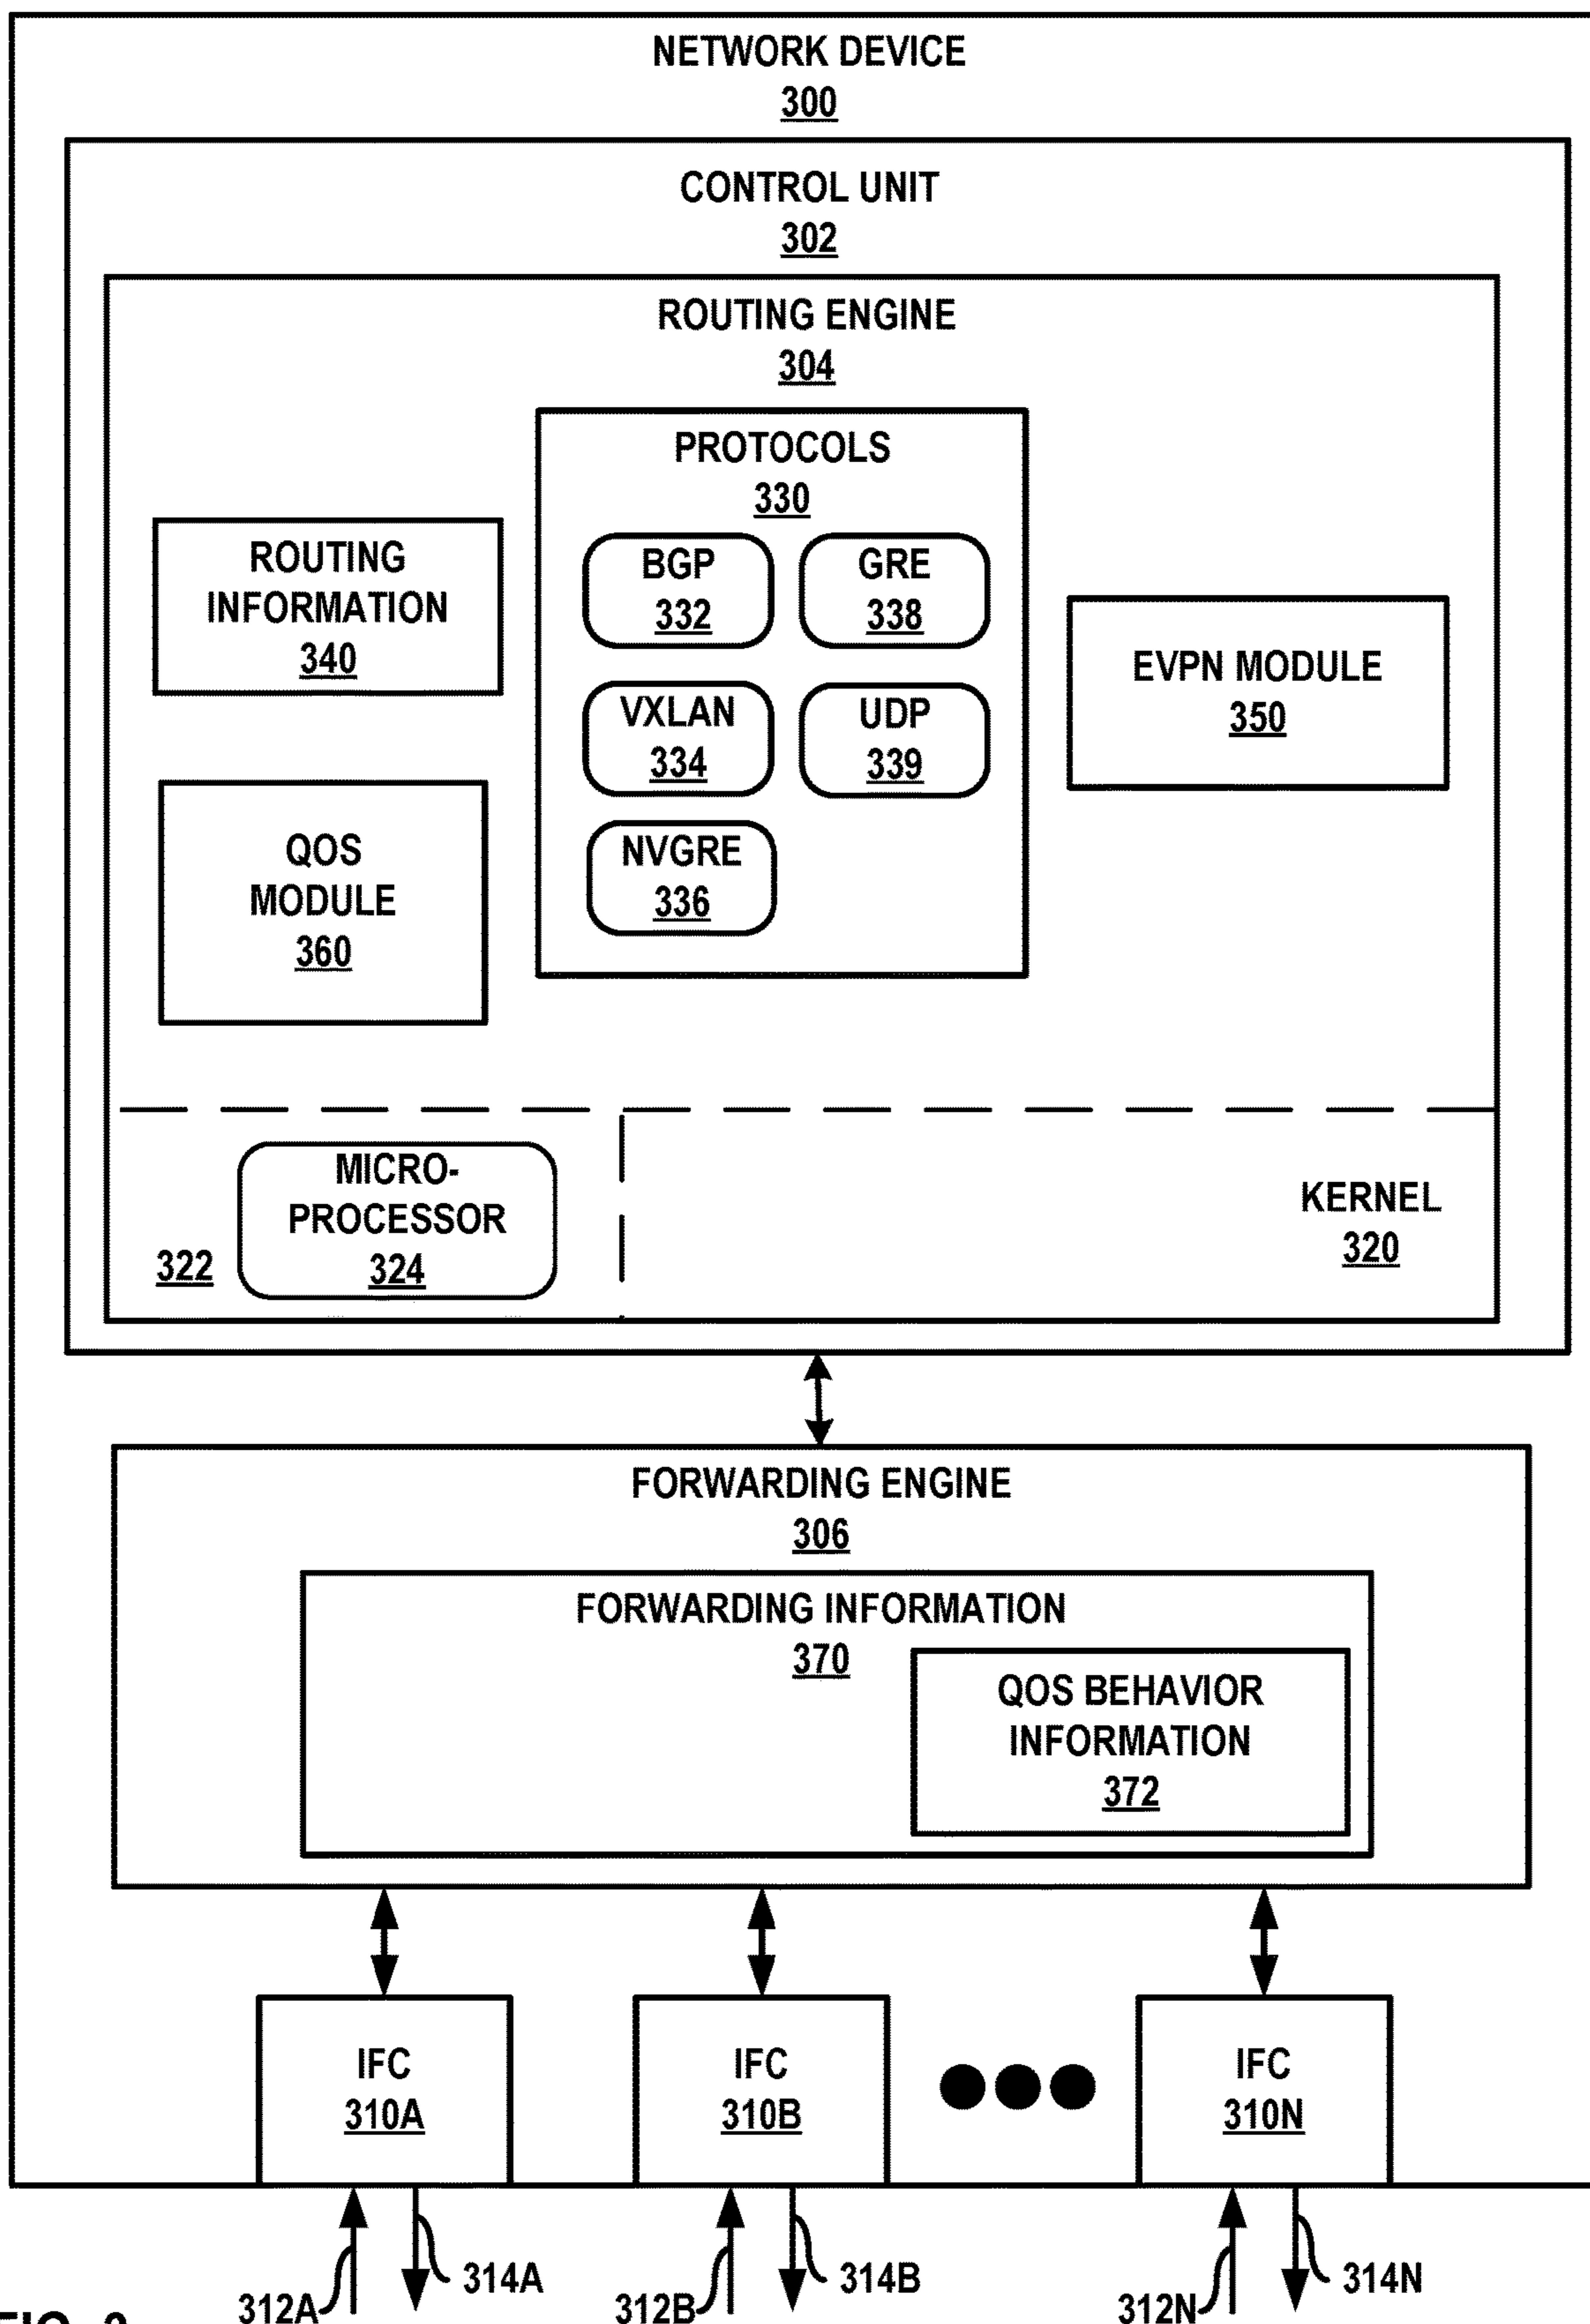 NETWORK DEVICE
300
CONTROL UNIT
302
ROUTING ENGINE
304
PROTOCOLS
330
BGP
332
GRE
338
ROUTING
INFORMATION
340
EVPN MODULE
350
VXLAN
334
UDP
339
QOS
MODULE
360
NVGRE
336
MICRO-
PROCESSOR
324
322
KERNEL
320
FORWARDING ENGINE
306
FORWARDING INFORMATION
370
QOS BEHAVIOR
INFORMATION
372
IFC
310A
IFC
310B
IFC
310N
312A
314A
312B
314B
312N
314N